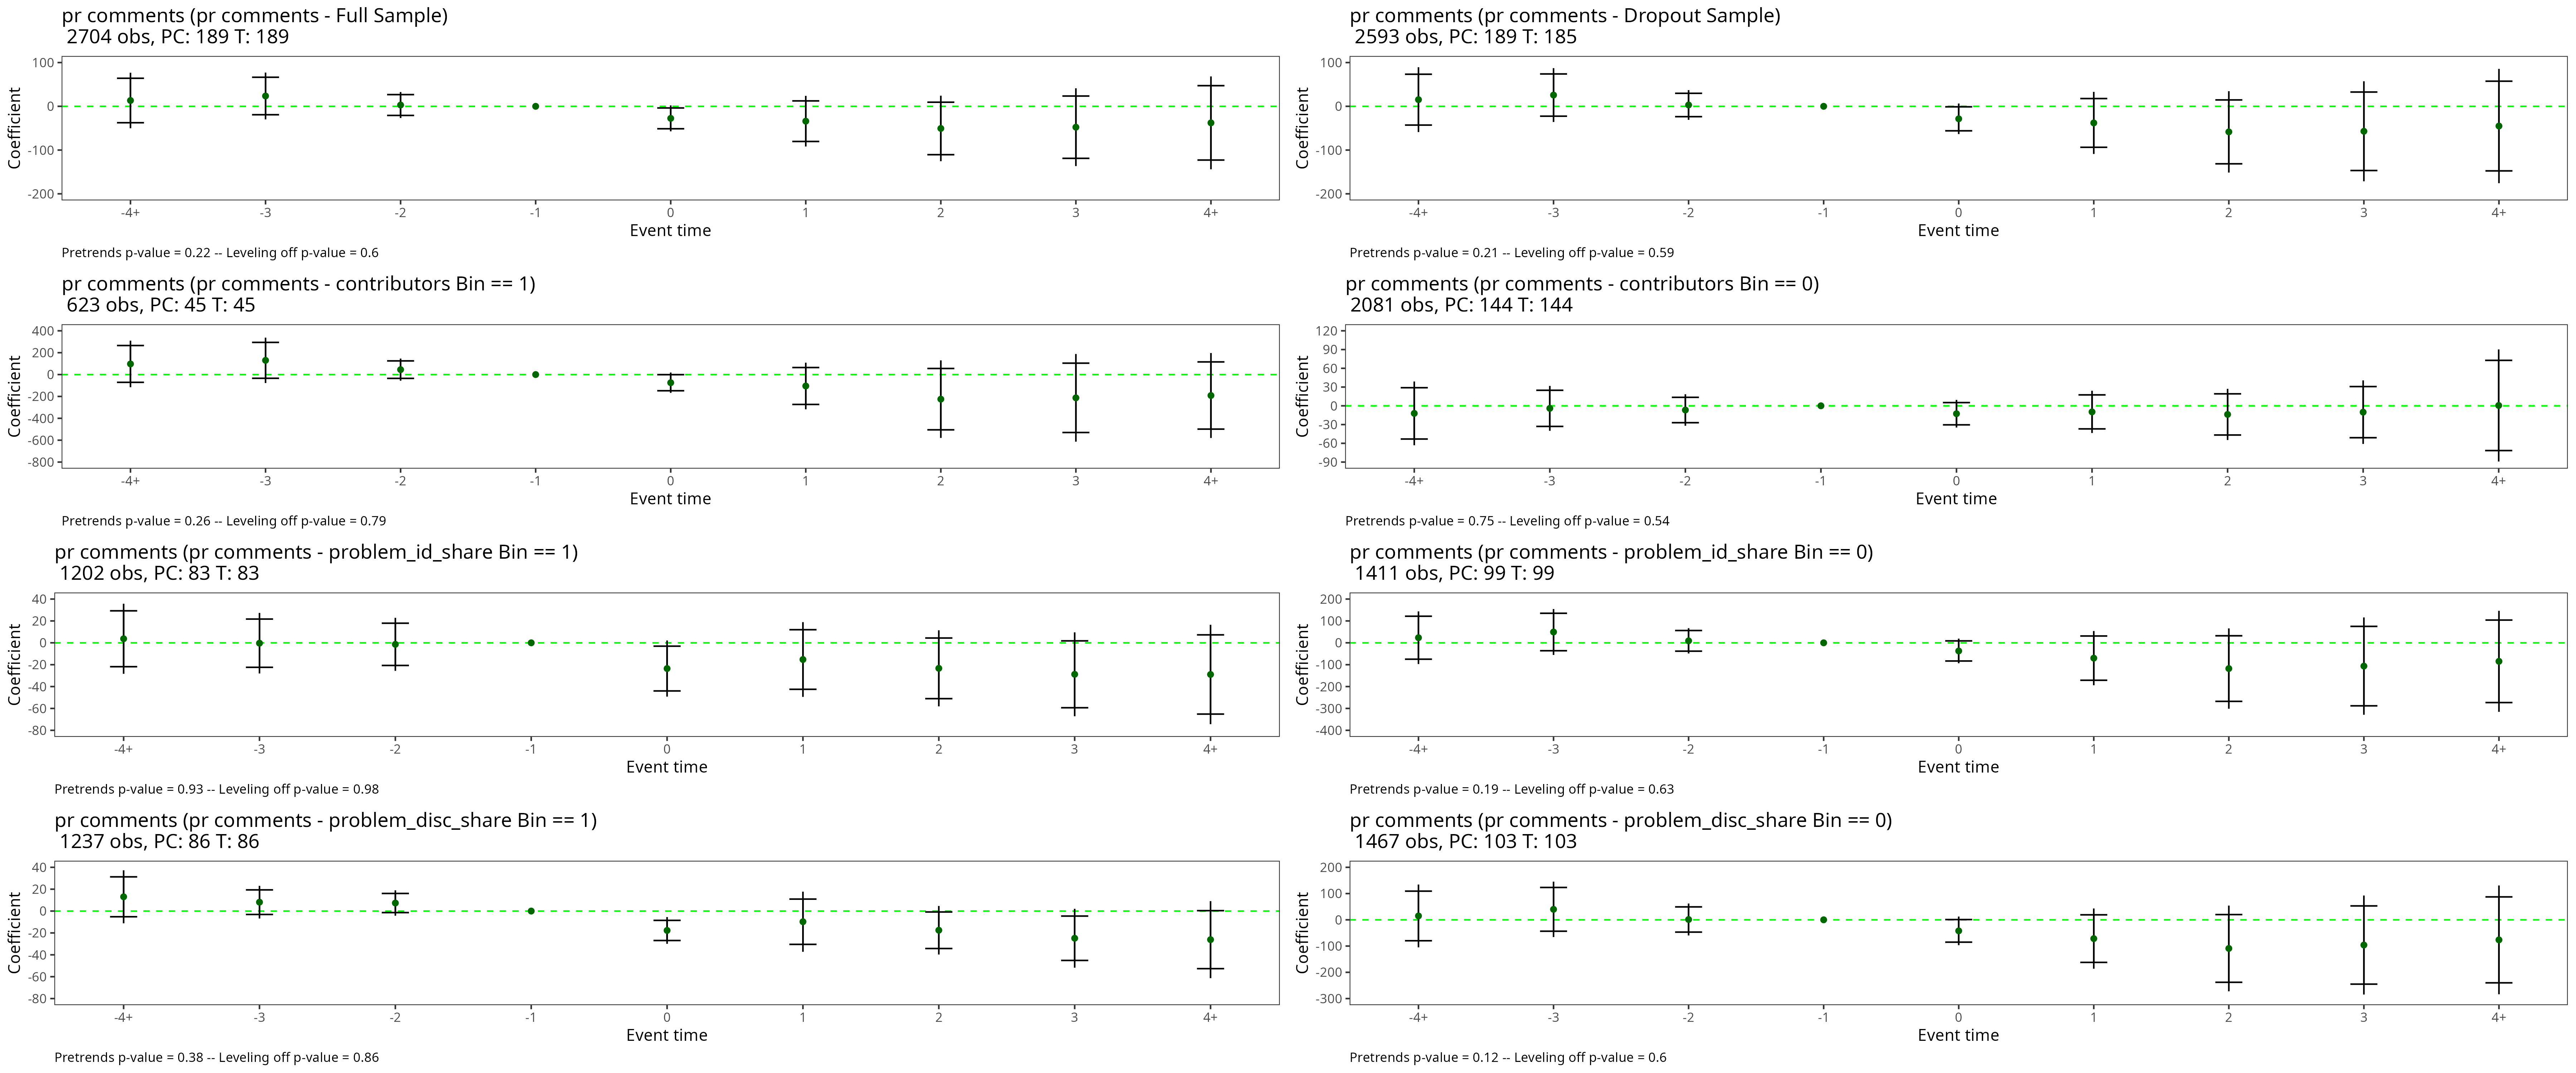 pr comments (pr comments - Full Sample)
2704 obs, PC: 189 T: 189
100
0
-100
-200
Coefficient
-4+ -3 -2 -1 0 1 2 3 4+
Event time
Pretrends p-value = 0.22 -- Leveling off p-value = 0.6
pr comments (pr comments - Dropout Sample)
2593 obs, PC: 189 T: 185
100
0
-100
-200
Coefficient
-4+ -3 -2 -1 0 1 2 3 4+
Event time
Pretrends p-value = 0.21 -- Leveling off p-value = 0.59
pr comments (pr comments - contributors Bin == 1)
623 obs, PC: 45 T: 45
400
200
0
-200
-400
-600
-800
Coefficient
-4+ -3 -2 -1 0 1 2 3 4+
Event time
Pretrends p-value = 0.26 -- Leveling off p-value = 0.79
pr comments (pr comments - contributors Bin == 0)
2081 obs, PC: 144 T: 144
120
90
60
30
0
-30
-60
-90
Coefficient
-4+ -3 -2 -1 0 1 2 3 4+
Event time
Pretrends p-value = 0.75 -- Leveling off p-value = 0.54
pr comments (pr comments - problem_id_share Bin == 1)
1202 obs, PC: 83 T: 83
40
20
0
-20
-40
-60
-80
Coefficient
-4+ -3 -2 -1 0 1 2 3 4+
Event time
Pretrends p-value = 0.93 -- Leveling off p-value = 0.98
pr comments (pr comments - problem_id_share Bin == 0)
1411 obs, PC: 99 T: 99
200
100
0
-100
-200
-300
-400
Coefficient
-4+ -3 -2 -1 0 1 2 3 4+
Event time
Pretrends p-value = 0.19 -- Leveling off p-value = 0.63
pr comments (pr comments - problem_disc_share Bin == 1)
1237 obs, PC: 86 T: 86
40
20
0
-20
-40
-60
-80
Coefficient
-4+ -3 -2 -1 0 1 2 3 4+
Event time
Pretrends p-value = 0.38 -- Leveling off p-value = 0.86
pr comments (pr comments - problem_disc_share Bin == 0)
1467 obs, PC: 103 T: 103
200
100
0
-100
-200
-300
Coefficient
-4+ -3 -2 -1 0 1 2 3 4+
Event time
Pretrends p-value = 0.12 -- Leveling off p-value = 0.6